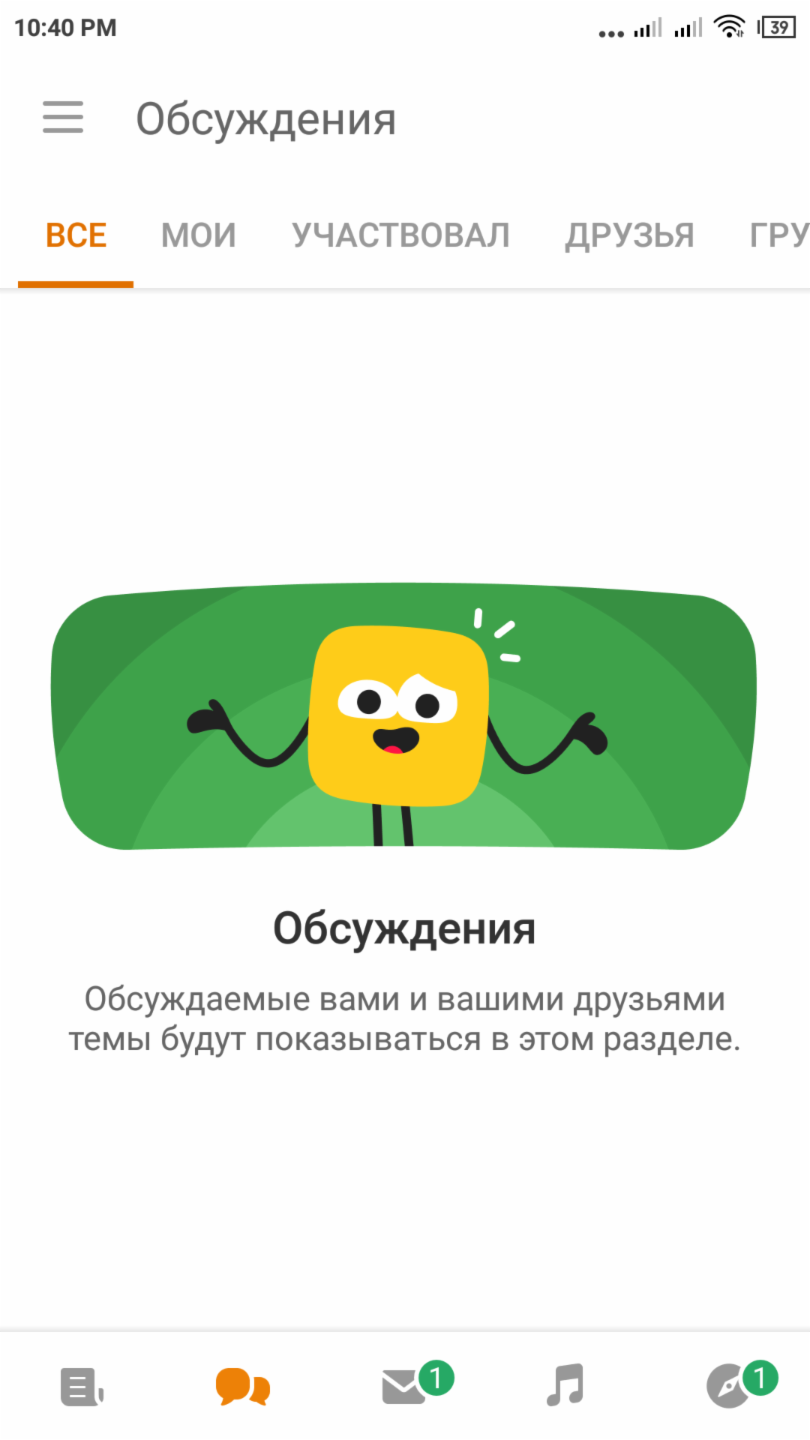 10:40 PM
39
Обсуждения
ВСЕ МОИ УЧАСТВОВАЛ ДРУЗЬЯ ГРУ
Обсуждения
Обсуждаемые вами и вашими друзьями
темы будут показываться в этом разделе.
1 1